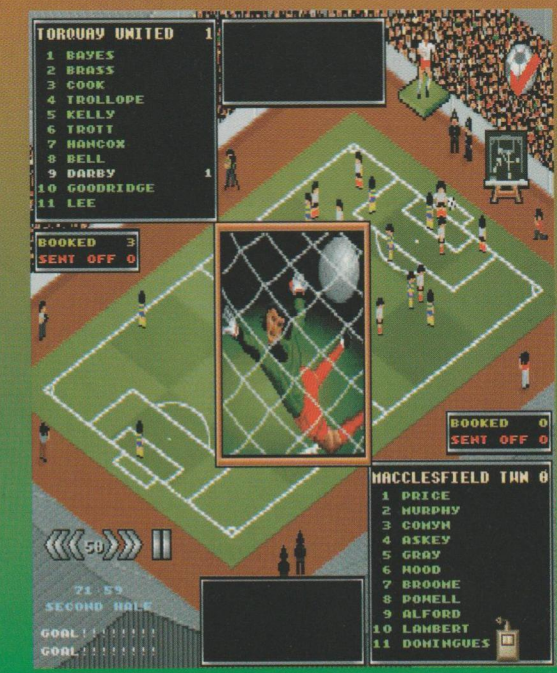 TORQUAY UNITED 1
1 BAYES
2 BRASS
3 COOK
4 TROLLOPE
5 KELLY
6 TROTT
7 HANCOX
8 BELL
9 DARBY 1
10 GOODRIDGE
11 LEE
BOOKED 3
SENT OFF 0
BOOKED 0
SENT OFF 0
MACCLESFIELD TWN 0
1 PRICE
2 MURPHY
3 COMYN
4 ASKEY
5 GRAY
6 WOOD
7 BROOME
8 POWELL
9 ALFORD
10 LAMBERT
11 DOMINGUES
50
71:59
SECOND HALF
GOAL!!!!!!!!
GOAL!!!!!!!!